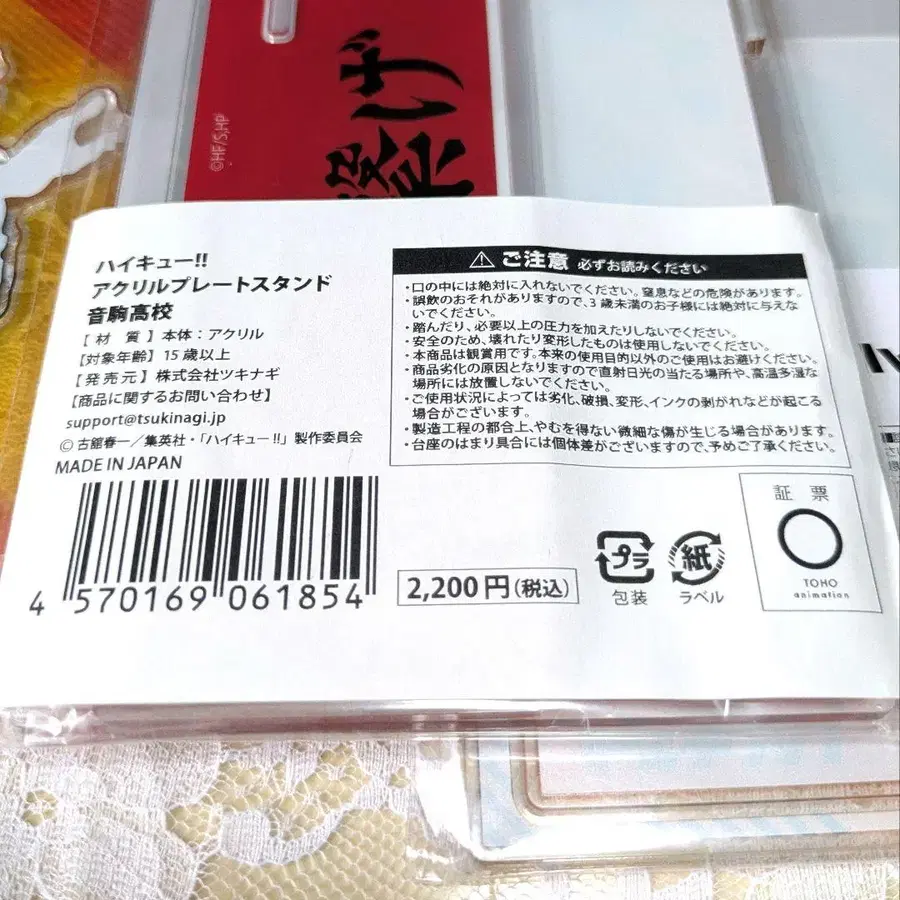 ©HF/S,HP
繋げ
ハイキュー!!
アクリルプレートスタンド
音駒高校
【 材 質 】本体：アクリル
【対象年齢】15歳以上
【 発 売 元 】株式会社ツキナギ
【商品に関するお問い合わせ】
support@tsukinagi.jp
© 古舘春一／集英社・「ハイキュー!!」製作委員会
MADE IN JAPAN
4 570169 061854
⚠ ご注意 必ずお読みください
・口の中には絶対に入れないでください。窒息などの危険があります。
・誤飲のおそれがありますので、3歳未満のお子様には絶対に与えな
いでください。
・踏んだり、必要以上の圧力を加えたりしないでください。
・安全のため、壊れたり変形したものは使用しないでください。
・本商品は観賞用です。本来の使用目的以外のご使用はお避けください。
・商品劣化の原因となりますので直射日光の当たる場所や、高温多湿な
場所には放置しないでください。
・ご使用状況によっては劣化、破損、変形、インクの剥がれなどが起こる
場合がございます。
・製造工程の都合上、やむを得ない微細な傷が生じる場合があります。
・台座のはまり具合には個体差がございますので、予めご了承ください。
2,200円(税込)
プラ
包装
紙
ラベル
証 票
TOHO
animation